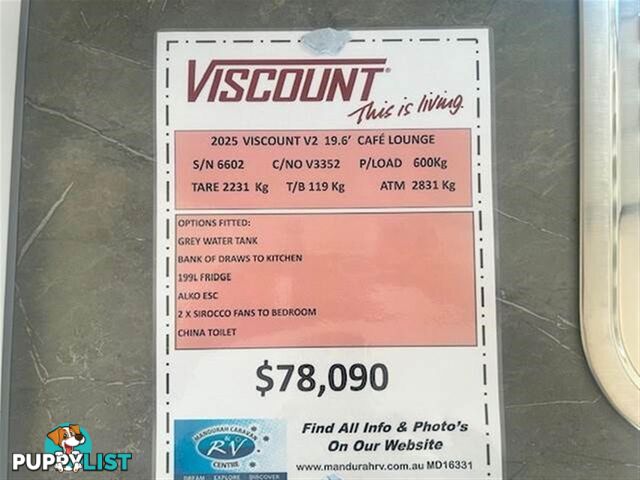 VISCOUNT®
This is living.
2025 VISCOUNT V2 19.6' CAFÉ LOUNGE
S/N 6602 C/NO V3352 P/LOAD 600Kg
TARE 2231 Kg T/B 119 Kg ATM 2831 Kg
OPTIONS FITTED:
GREY WATER TANK
BANK OF DRAWS TO KITCHEN
199L FRIDGE
ALKO ESC
2 X SIROCCO FANS TO BEDROOM
CHINA TOILET
$78,090
MANDURAH CARAVAN
& RV
CENTRE
DREAM EXPLORE DISCOVER
Find All Info & Photo's
On Our Website
www.mandurahrv.com.au MD16331
PUPPYLIST